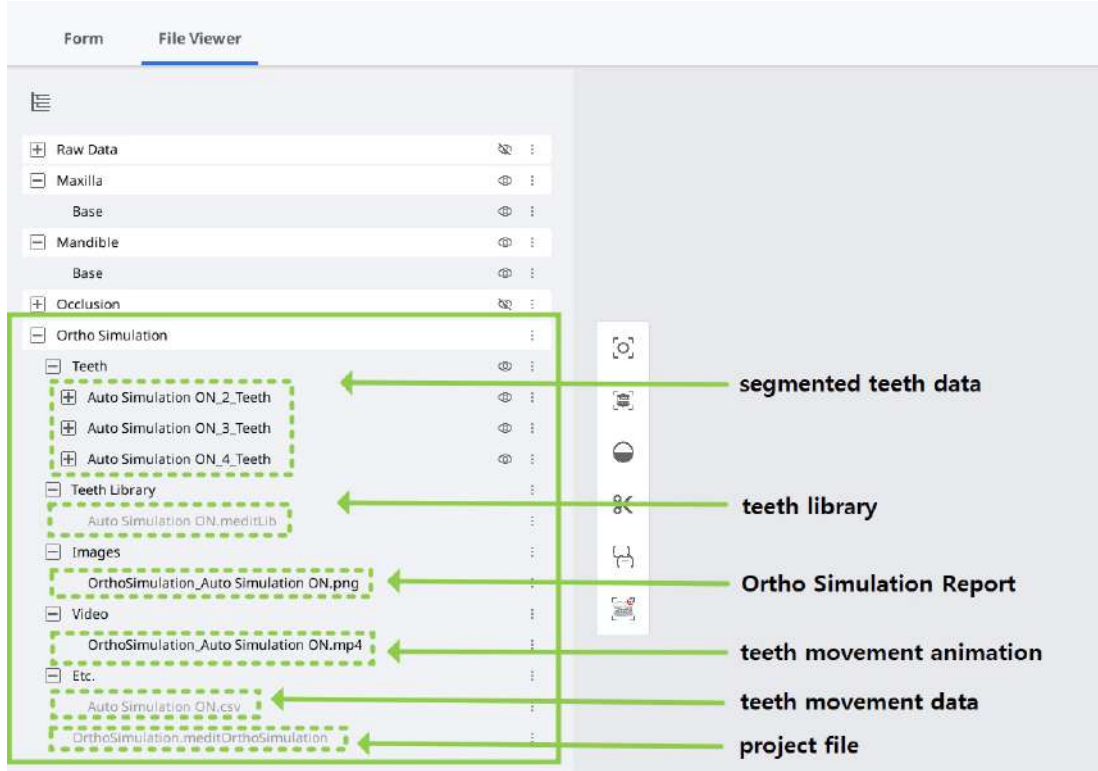 Form File Viewer
Raw Data
Maxilla
Base
Mandible
Base
Occlusion
Ortho Simulation
Teeth
Auto Simulation ON_2_Teeth
Auto Simulation ON_3_Teeth
Auto Simulation ON_4_Teeth
Teeth Library
Auto Simulation ON.meditLib
Images
OrthoSimulation_Auto Simulation ON.png
Video
OrthoSimulation_Auto Simulation ON.mp4
Etc.
Auto Simulation ON.csv
OrthoSimulation.meditOrthoSimulation
segmented teeth data
teeth library
Ortho Simulation Report
teeth movement animation
teeth movement data
project file